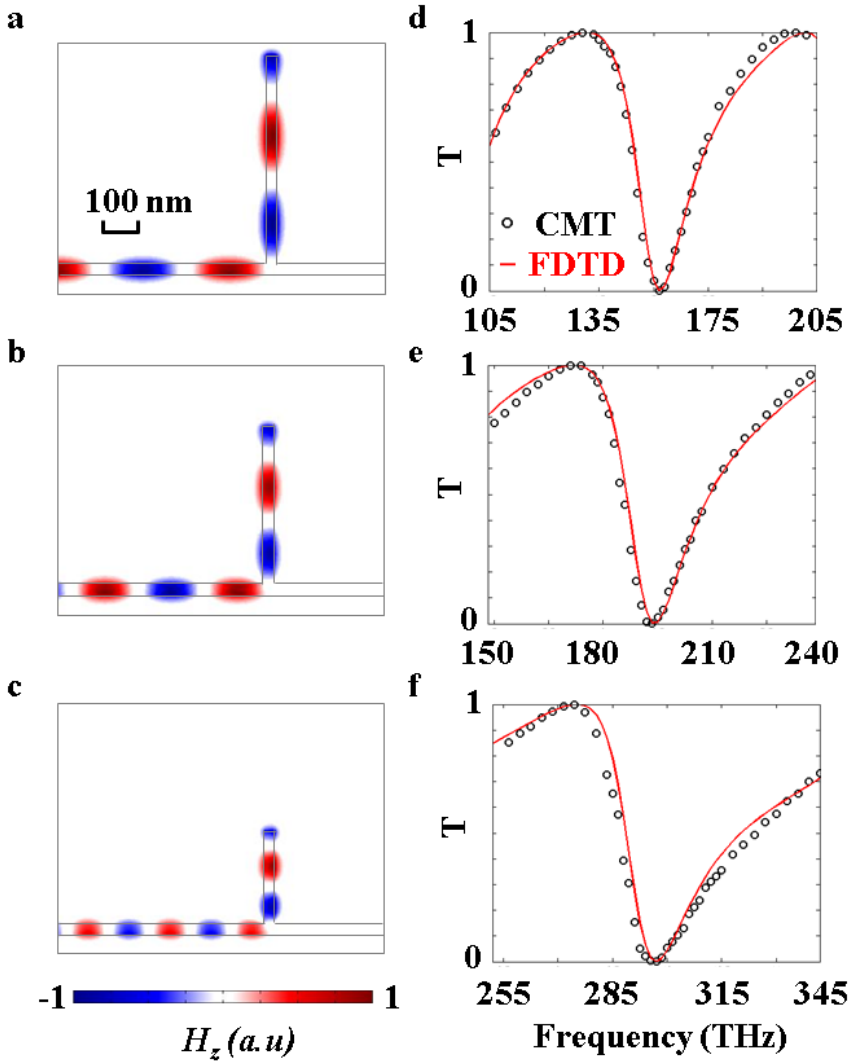 a
100 nm
b
c
-1 1
H_z (a.u)
d
1
T
○ CMT
— FDTD
0
105 135 175 205
e
1
T
0
150 180 210 240
f
1
T
0
255 285 315 345
Frequency (THz)